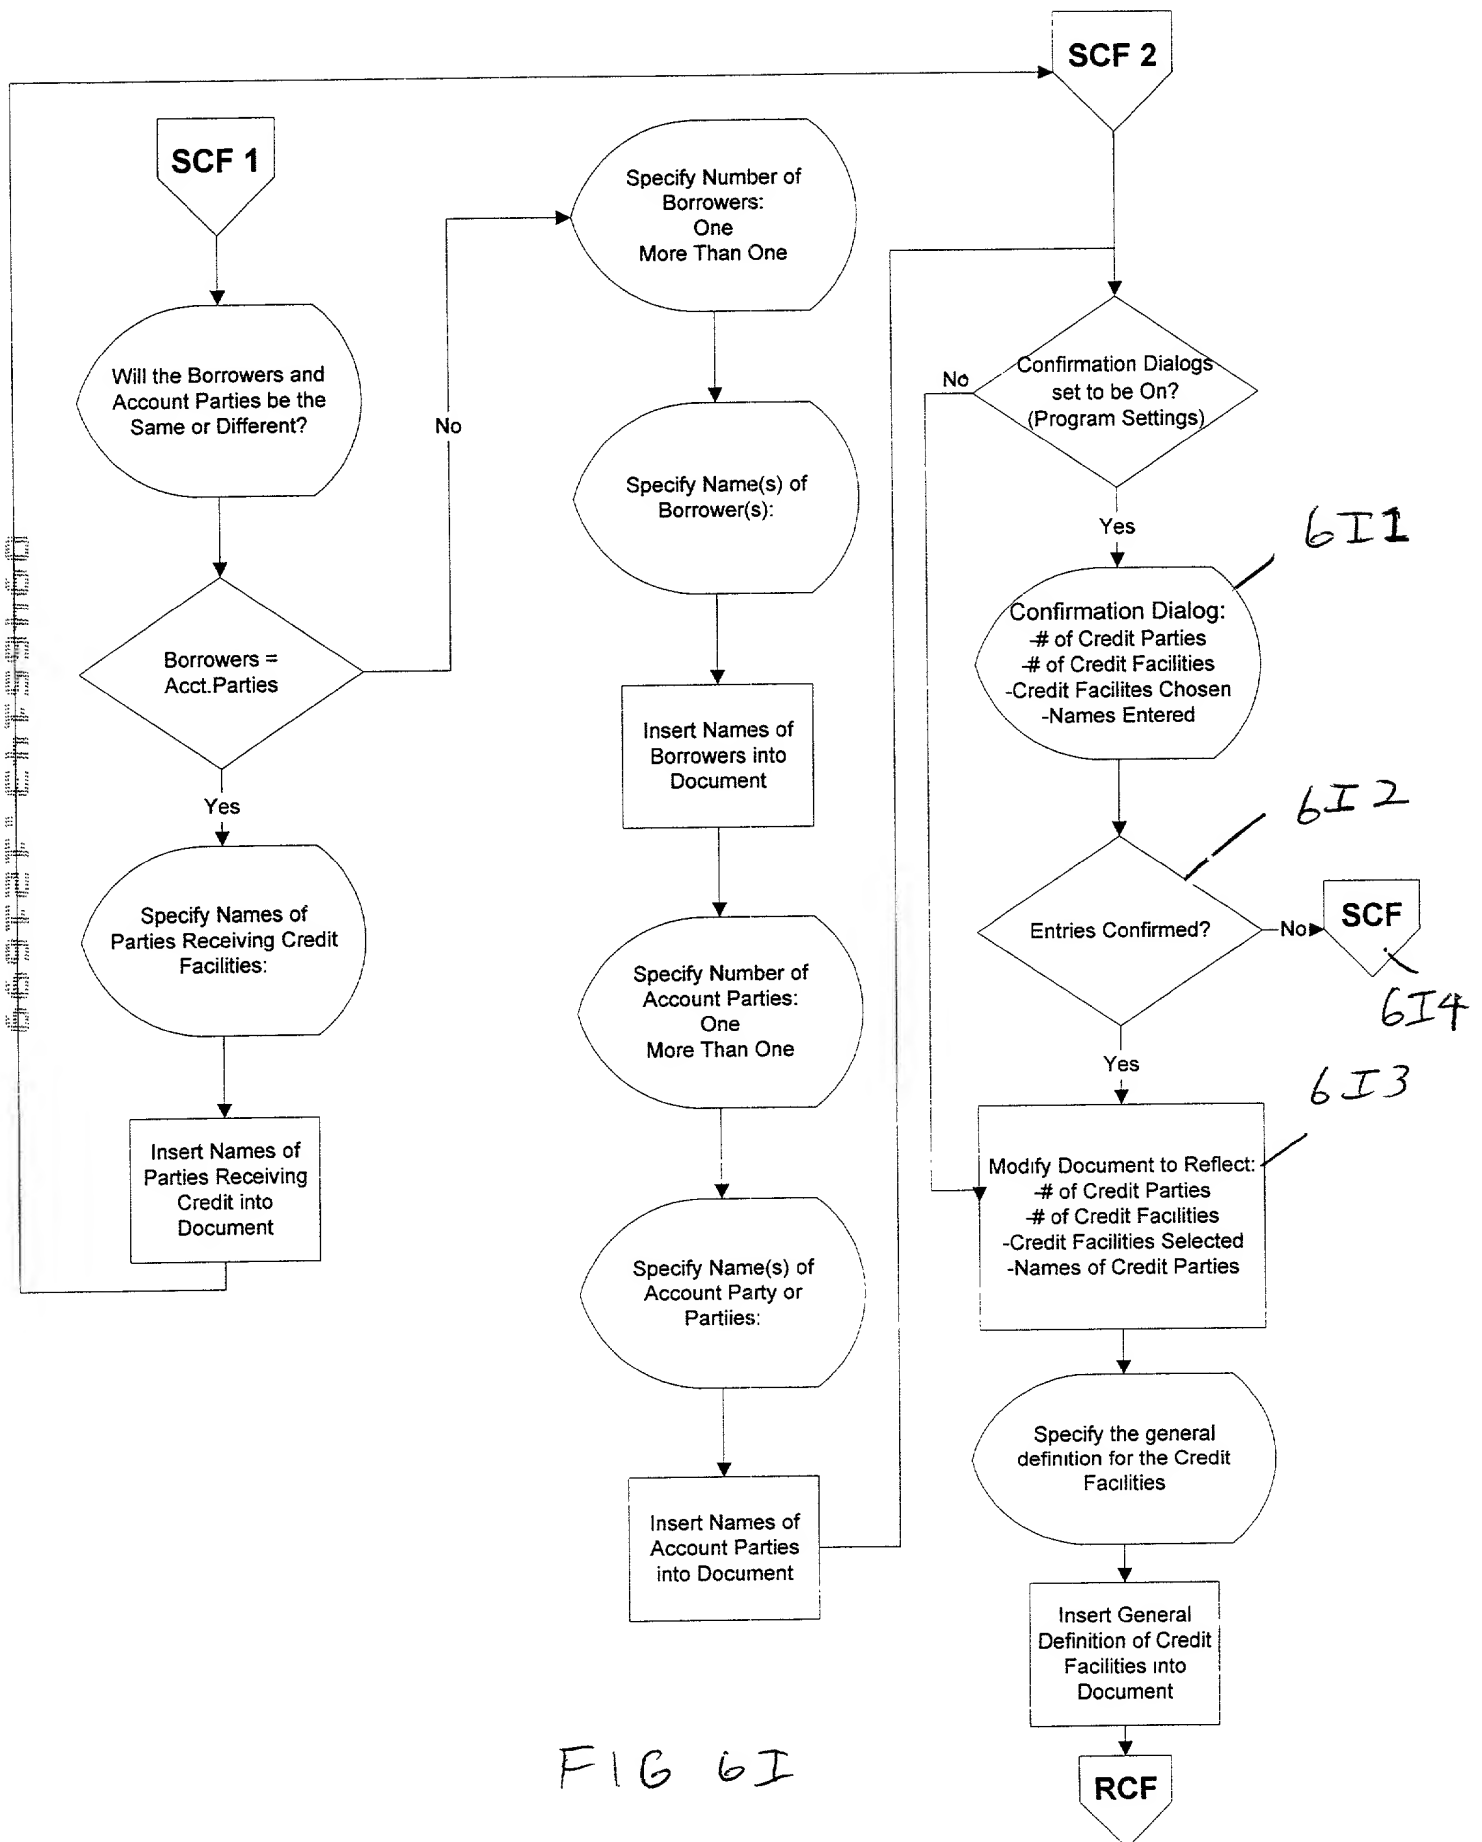 SCF 1
Will the Borrowers and
Account Parties be the
Same or Different?
Borrowers =
Acct.Parties
No
Yes
Specify Names of
Parties Receiving Credit
Facilities:
Insert Names of
Parties Receiving
Credit into
Document
Specify Number of
Borrowers:
One
More Than One
Specify Name(s) of
Borrower(s):
Insert Names of
Borrowers into
Document
Specify Number of
Account Parties:
One
More Than One
Specify Name(s) of
Account Party or
Partiies:
Insert Names of
Account Parties
into Document
SCF 2
Confirmation Dialogs
set to be On?
(Program Settings)
No
Yes
6I1
Confirmation Dialog:
-# of Credit Parties
-# of Credit Facilities
-Credit Facilites Chosen
-Names Entered
6I2
Entries Confirmed?
No
SCF
6I4
Yes
6I3
Modify Document to Reflect:
-# of Credit Parties
-# of Credit Facilities
-Credit Facilities Selected
-Names of Credit Parties
Specify the general
definition for the Credit
Facilities
Insert General
Definition of Credit
Facilities into
Document
RCF
FIG 6I